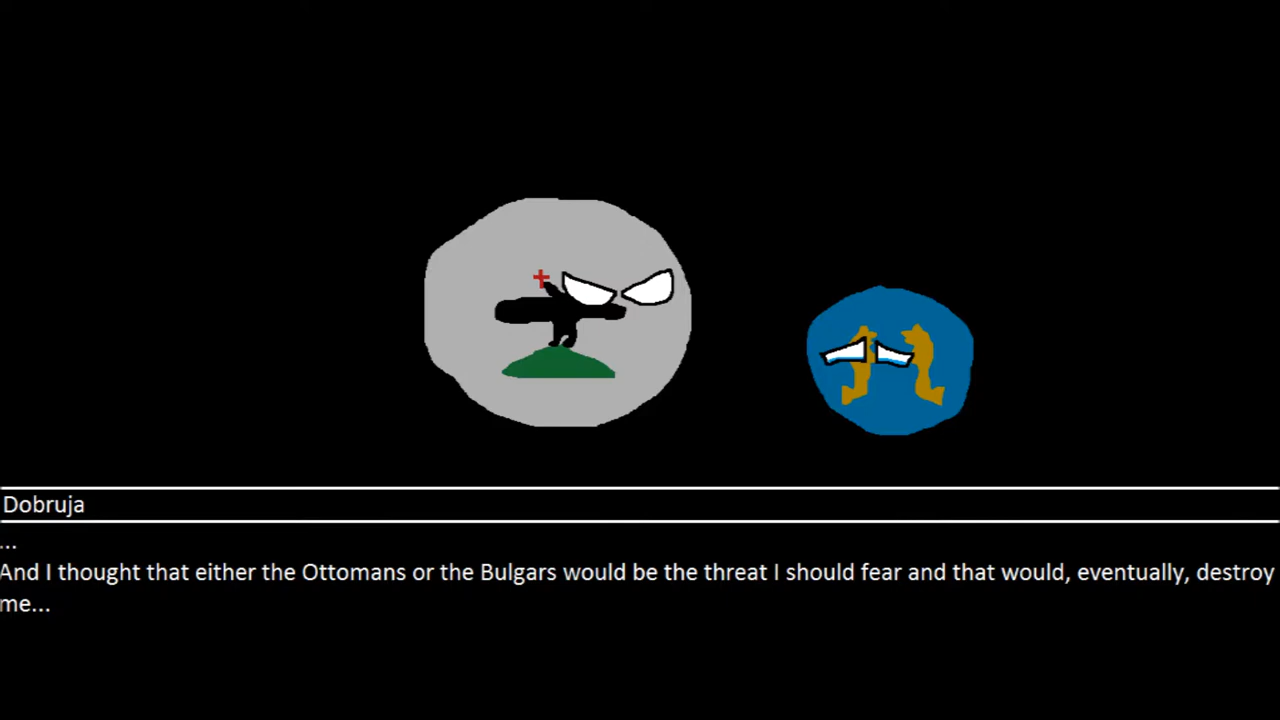 Dobruja
...
And I thought that either the Ottomans or the Bulgars would be the threat I should fear and that would, eventually, destroy
me...